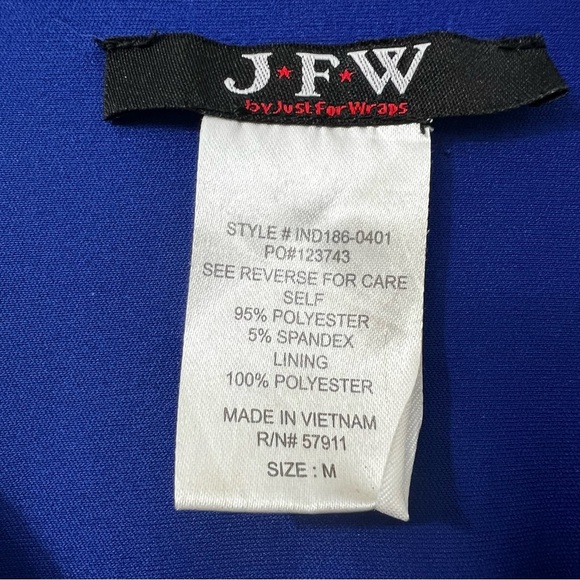 J★F★W
by Just For Wraps
STYLE # IND186-0401
PO#123743
SEE REVERSE FOR CARE
SELF
95% POLYESTER
5% SPANDEX
LINING
100% POLYESTER
MADE IN VIETNAM
R/N# 57911
SIZE : M